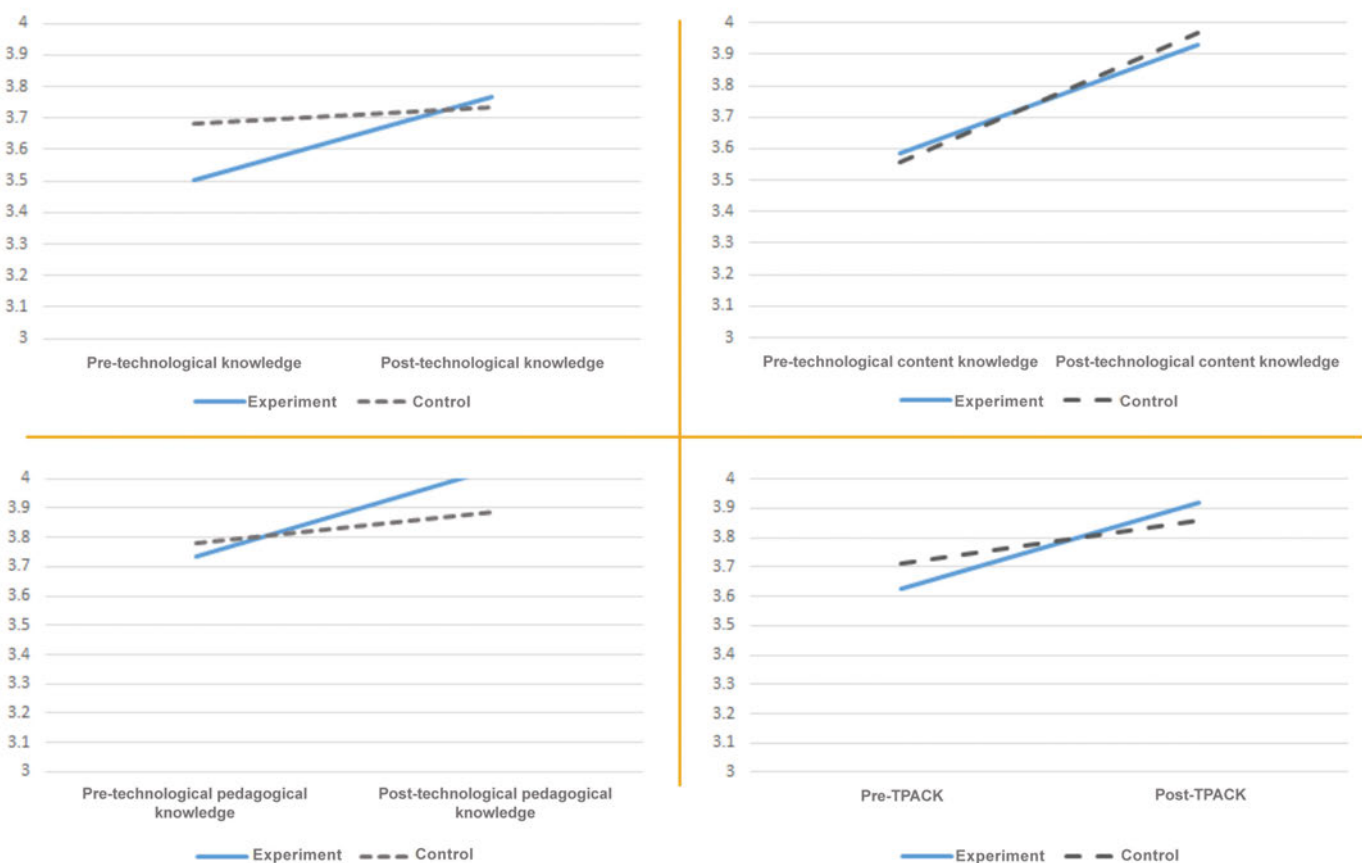 4
3.9
3.8
3.7
3.6
3.5
3.4
3.3
3.2
3.1
3
Pre-technological knowledge
Post-technological knowledge
Experiment
Control
4
3.9
3.8
3.7
3.6
3.5
3.4
3.3
3.2
3.1
3
Pre-technological content knowledge
Post-technological content knowledge
Experiment
Control
4
3.9
3.8
3.7
3.6
3.5
3.4
3.3
3.2
3.1
3
Pre-technological pedagogical
knowledge
Post-technological pedagogical
knowledge
Experiment
Control
4
3.9
3.8
3.7
3.6
3.5
3.4
3.3
3.2
3.1
3
Pre-TPACK
Post-TPACK
Experiment
Control